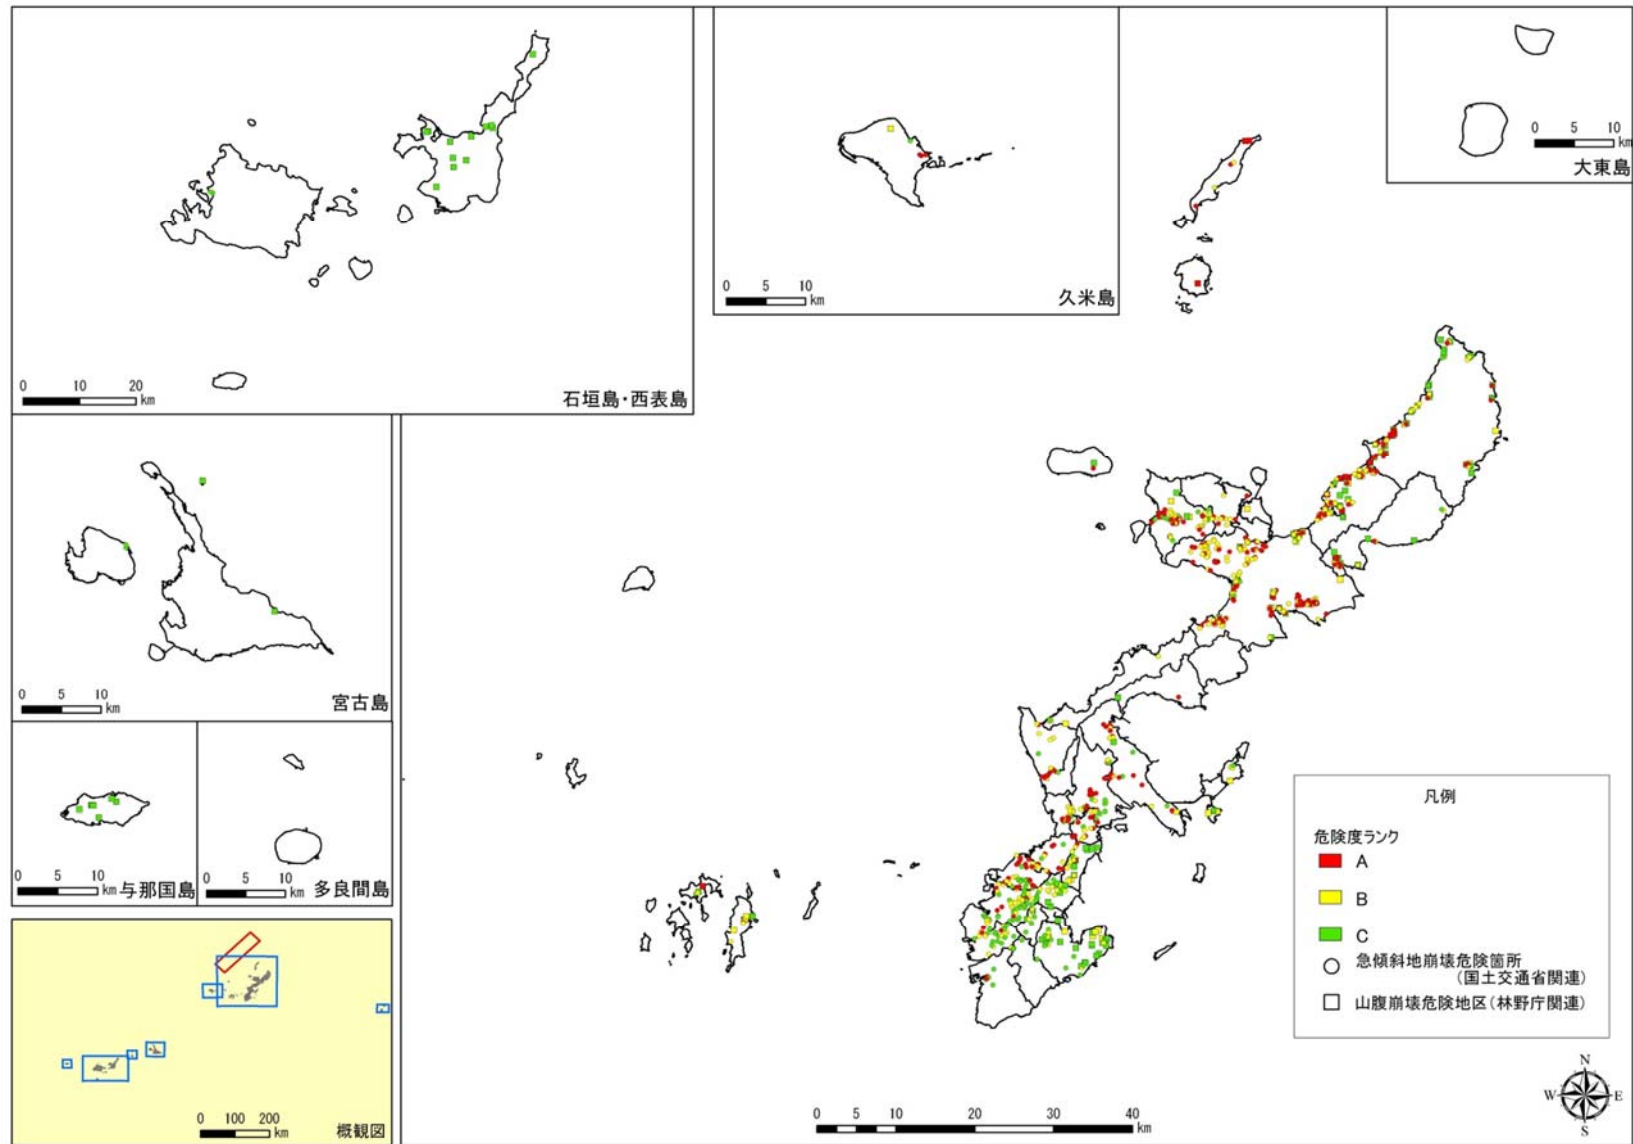 0 10 20
km
石垣島・西表島
0 5 10
km
久米島
0 5 10
km
大東島
0 5 10
km
宮古島
0 5 10
km
与那国島
0 5 10
km
多良間島
0 100 200
km
概観図
凡例
危険度ランク
A
B
C
急傾斜地崩壊危険箇所
(国土交通省関連)
山腹崩壊危険地区(林野庁関連)
N
W E
S
0 5 10 20 30 40
km